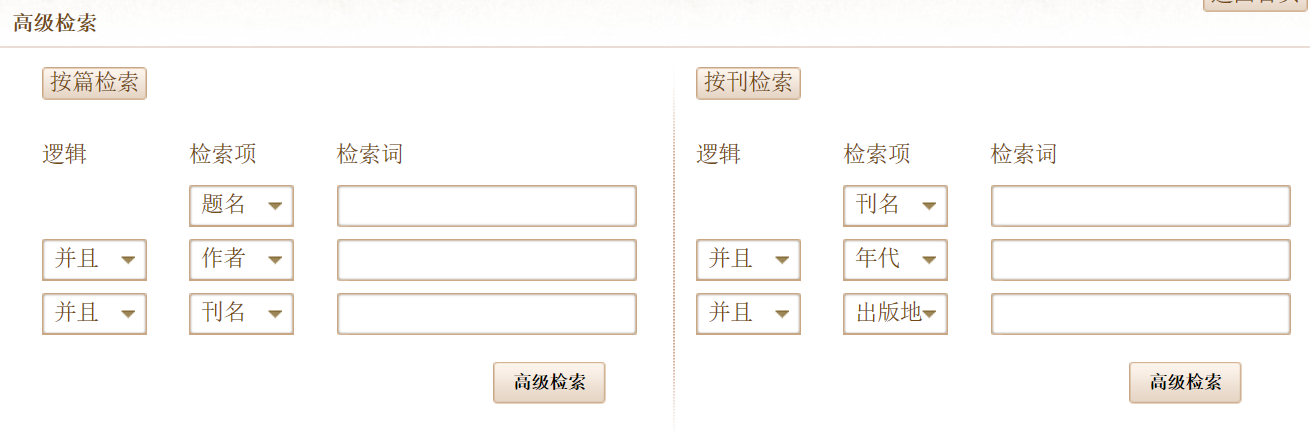 高级检索
按篇检索
逻辑 检索项 检索词
题名
并且 作者
并且 刊名
高级检索
按刊检索
逻辑 检索项 检索词
刊名
并且 年代
并且 出版地
高级检索